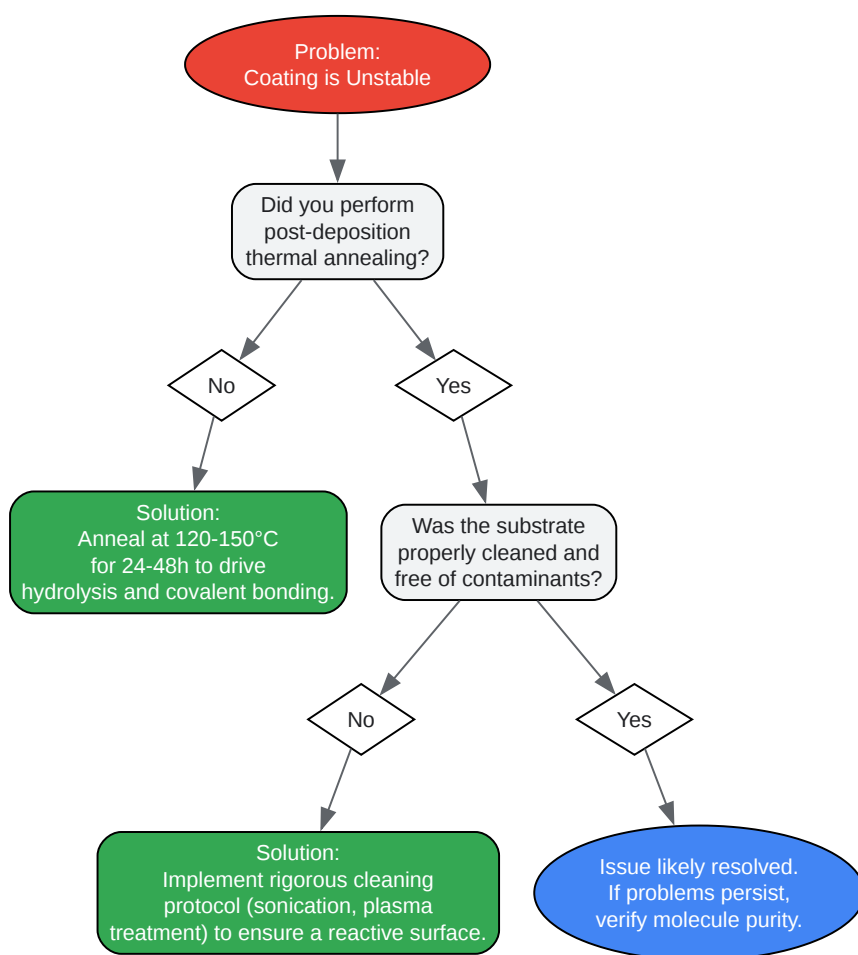 Problem:
Coating is Unstable
Did you perform
post-deposition
thermal annealing?
No
Yes
Solution:
Anneal at 120-150°C
for 24-48h to drive
hydrolysis and covalent bonding.
Was the substrate
properly cleaned and
free of contaminants?
No
Yes
Solution:
Implement rigorous cleaning
protocol (sonication, plasma
treatment) to ensure a reactive surface.
Issue likely resolved.
If problems persist,
verify molecule purity.